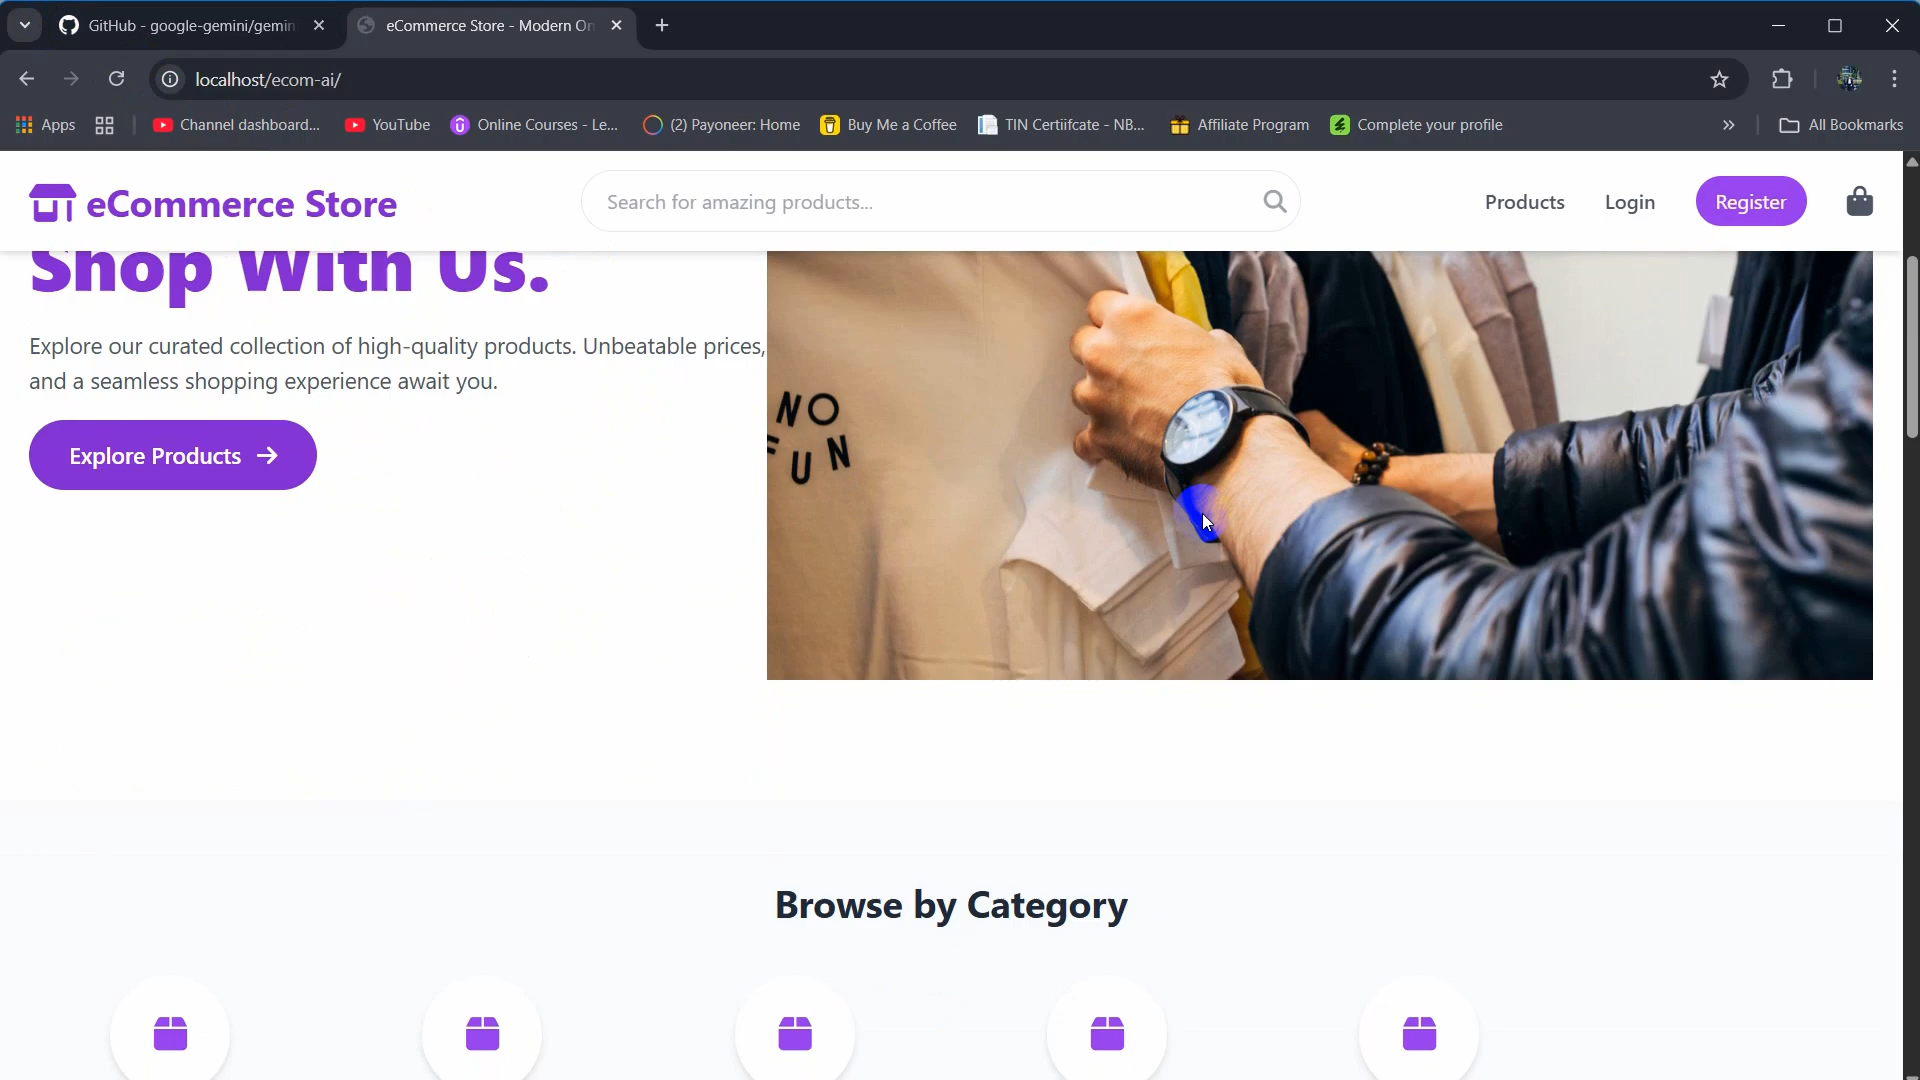 GitHub - google-gemini/gemin
eCommerce Store - Modern On
localhost/ecom-ai/
Apps
Channel dashboard...
YouTube
Online Courses - Le...
(2) Payoneer: Home
Buy Me a Coffee
TIN Certiifcate - NB...
Affiliate Program
Complete your profile
All Bookmarks
eCommerce Store
Search for amazing products...
Products
Login
Register
Shop With Us.
Explore our curated collection of high-quality products. Unbeatable prices,
and a seamless shopping experience await you.
Explore Products
NO
FUN
Browse by Category